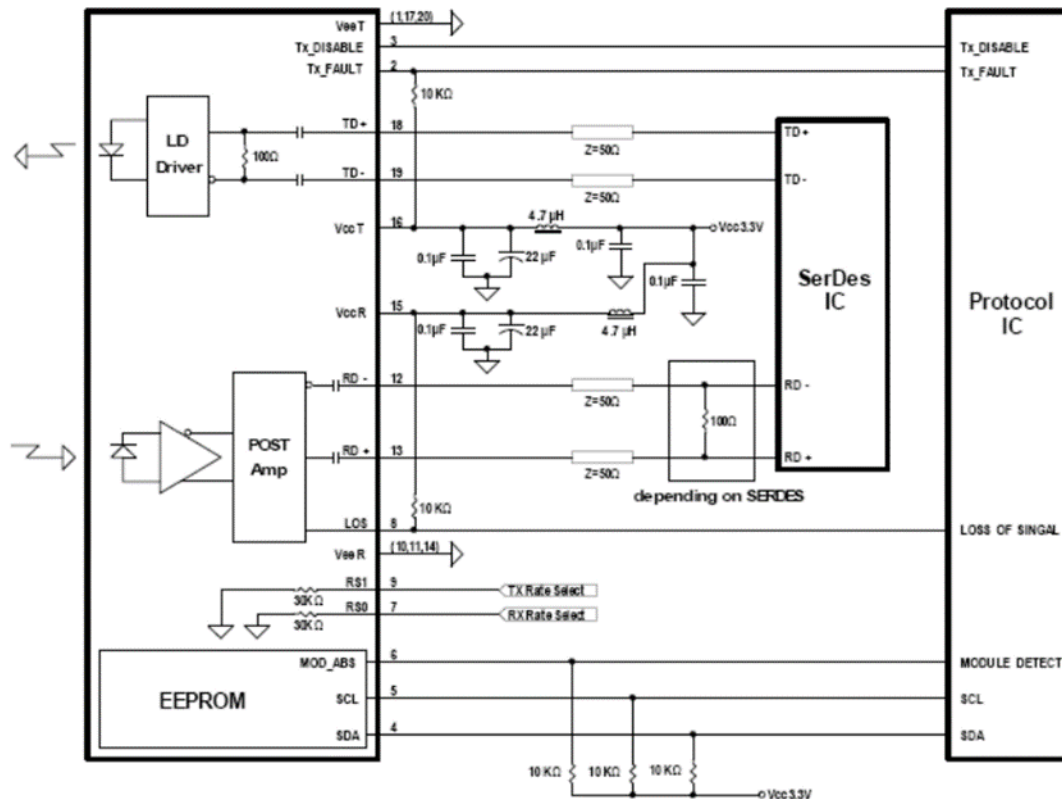 VeeT (1,17,20)
Tx_DISABLE 3 Tx_DISABLE
Tx_FAULT 2 Tx_FAULT
10 KΩ
LD
Driver
100Ω
TD+ 18 TD+
Z=50Ω
TD- 19 TD-
Z=50Ω
VccT 16
4.7 µH
Vcc3.3V
0.1µF
22 µF
0.1µF
0.1µF
VccR 15
0.1µF
22 µF
4.7 µH
SerDes
IC
Protocol
IC
RD - 12 RD -
Z=50Ω
100Ω
POST
Amp
RD + 13 RD +
Z=50Ω
depending on SERDES
10 KΩ
LOS 8 LOSS OF SINGAL
VeeR (10,11,14)
RS1 9 TX Rate Select
30KΩ
RS0 7 RX Rate Select
30KΩ
MOD_ABS 6 MODULE DETECT
EEPROM
SCL 5 SCL
SDA 4 SDA
10 KΩ 10 KΩ 10 KΩ
Vcc3.3V